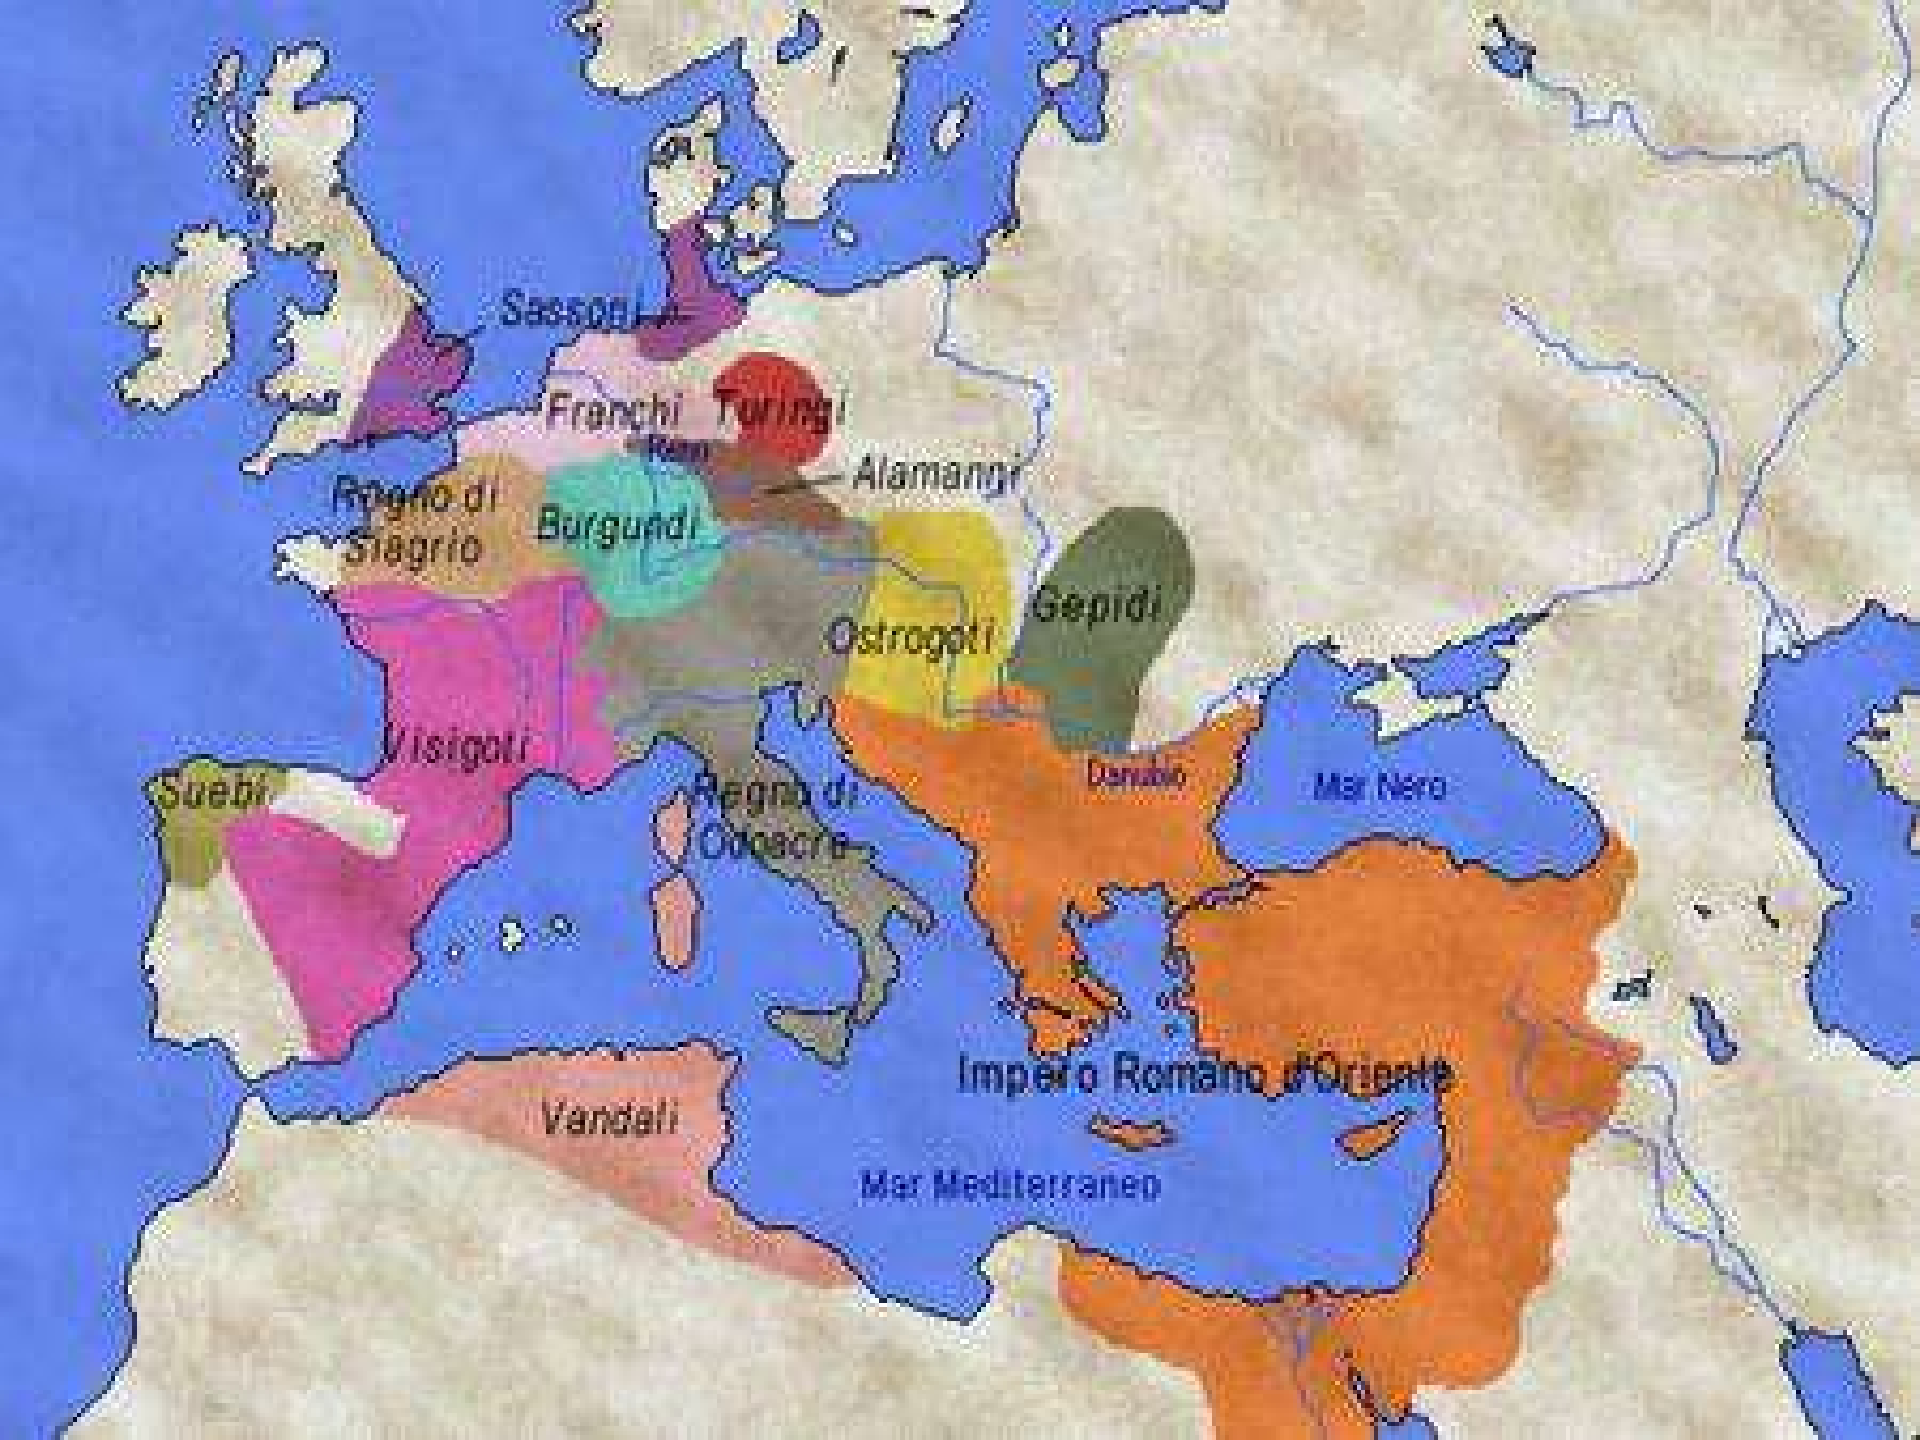 Sassoni
Franchi
Turingi
Reno
Alamanni
Regno di
Siagrio
Burgundi
Ostrogoti
Gepidi
Visigoti
Suebi
Regno di
Odoacre
Danubio
Mar Nero
Impero Romano d'Oriente
Vandali
Mar Mediterraneo